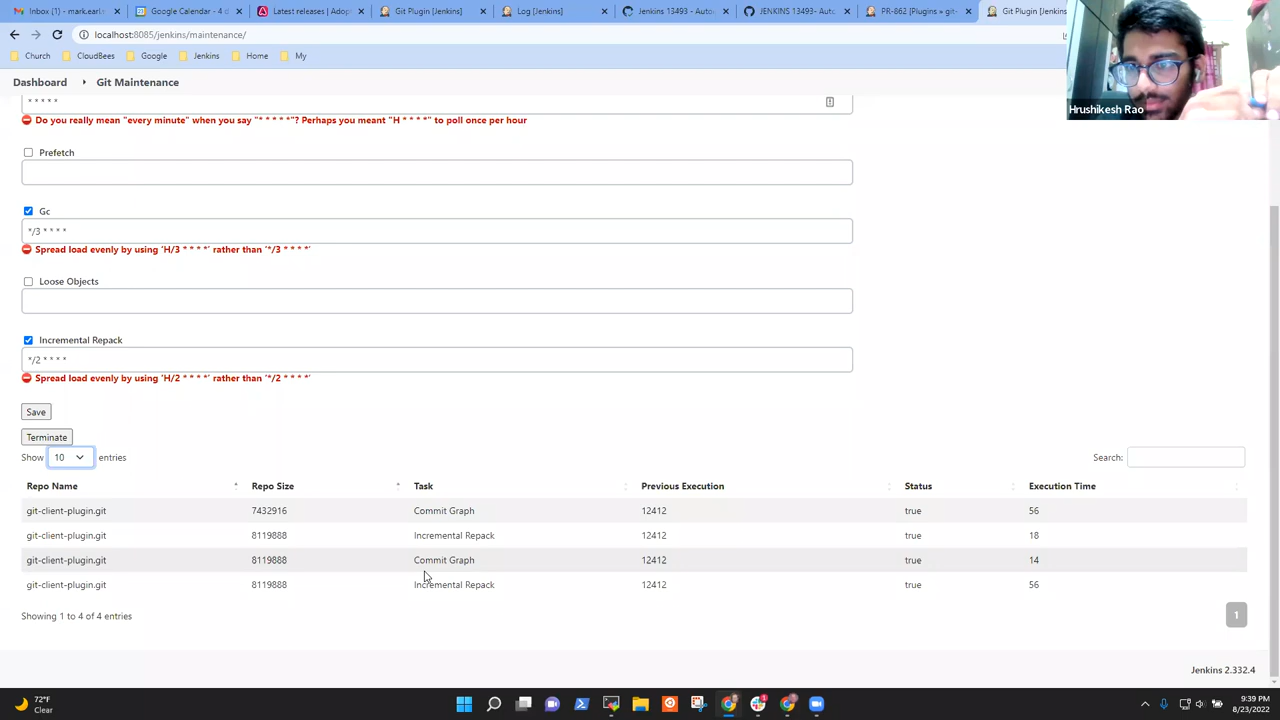 Inbox (4) - mark.earl
Google Calendar - 4 d
Latest releases | Adop
Git Plugin [Jenkins]
Log [Jenkins]
Jenkins 13493 - Auto
JENKINS 13493- Auto
PR-862 [Plugins » git-
Git Plugin [Jenkins
localhost:8085/jenkins/maintenance/
Church
CloudBees
Google
Jenkins
Home
My
Hrushikesh Rao
Dashboard
Git Maintenance
* * * * *
Do you really mean "every minute" when you say "* * * * *"? Perhaps you meant "H * * * *" to poll once per hour
Prefetch
Gc
*/3 * * * *
Spread load evenly by using 'H/3 * * * *' rather than '*/3 * * * *'
Loose Objects
Incremental Repack
*/2 * * * *
Spread load evenly by using 'H/2 * * * *' rather than '*/2 * * * *'
Save
Terminate
Show 10 entries
Search:
Repo Name Repo Size Task Previous Execution Status Execution Time
git-client-plugin.git 7432916 Commit Graph 12412 true 56
git-client-plugin.git 8119888 Incremental Repack 12412 true 18
git-client-plugin.git 8119888 Commit Graph 12412 true 14
git-client-plugin.git 8119888 Incremental Repack 12412 true 56
Showing 1 to 4 of 4 entries
1
Jenkins 2.332.4
72°F
Clear
9:39 PM
8/23/2022